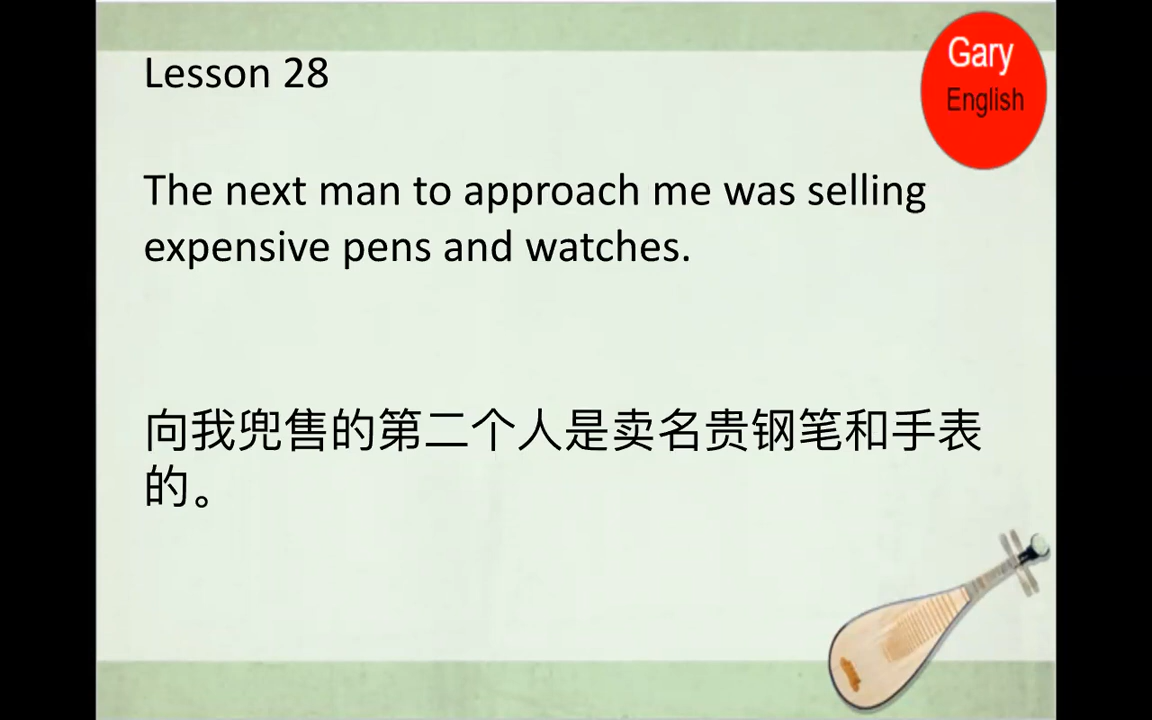 Lesson 28
Gary
English
The next man to approach me was selling
expensive pens and watches.
向我兜售的第二个人是卖名贵钢笔和手表
的。